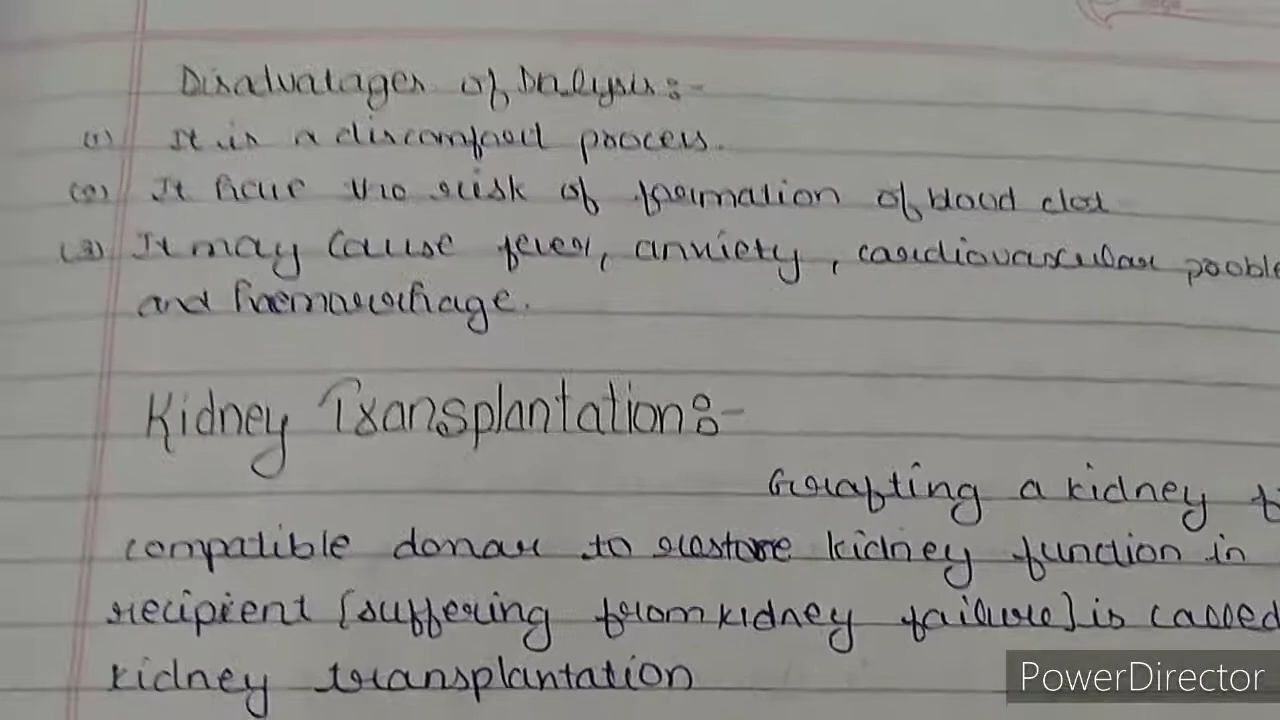 Disadvatages of Dialysis:-
(1) It is a discomfort process.
(2) It have the risk of formation of blood clot
(3) It may cause fever, anxiety, cardiovascular proble
and haemorrhage.
Kidney Transplantation:-
Grafting a kidney f
compatible donar to restore kidney function in
recipient (suffering from kidney failure) is called
kidney transplantation
PowerDirector